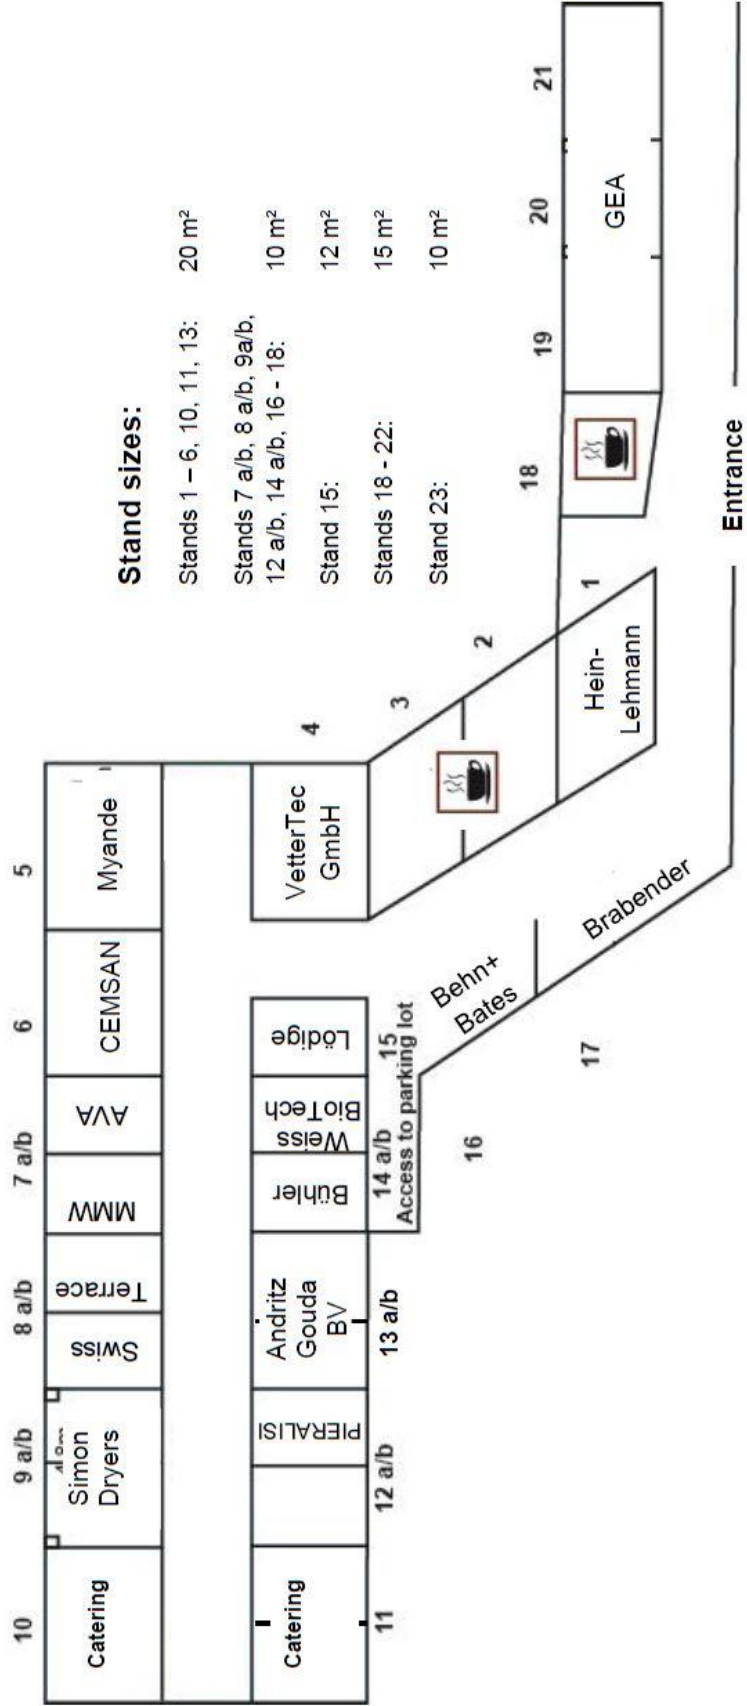 Stand sizes:
Stands 1 – 6, 10, 11, 13: 20 m²
Stands 7 a/b, 8 a/b, 9a/b,
12 a/b, 14 a/b, 16 - 18: 10 m²
Stand 15: 12 m²
Stands 18 - 22: 15 m²
Stand 23: 10 m²
10
9 a/b
8 a/b
7 a/b
6
5
Catering
Simon
Dryers
Swiss
Terrace
MMW
AVA
CEMSAN
Myande
Catering
PIERALISI
Andritz
Gouda
BV
Bühler
Weiss
BioTech
Lödige
VetterTec
GmbH
4
11
12 a/b
13 a/b
14 a/b
15
Access to parking lot
3
2
16
Behn+
Bates
17
Brabender
Hein-
Lehmann
1
18
19
20
21
GEA
Entrance